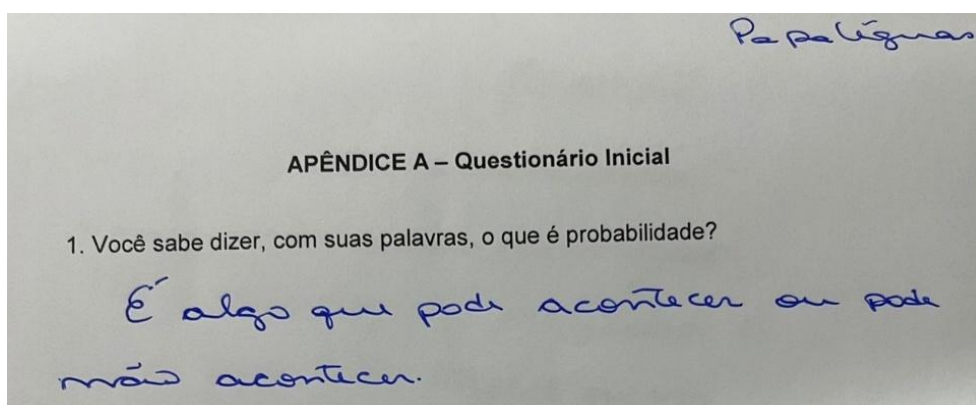 Papaléguas
APÊNDICE A – Questionário Inicial
1. Você sabe dizer, com suas palavras, o que é probabilidade?
É algo que pode acontecer ou pode
não acontecer.